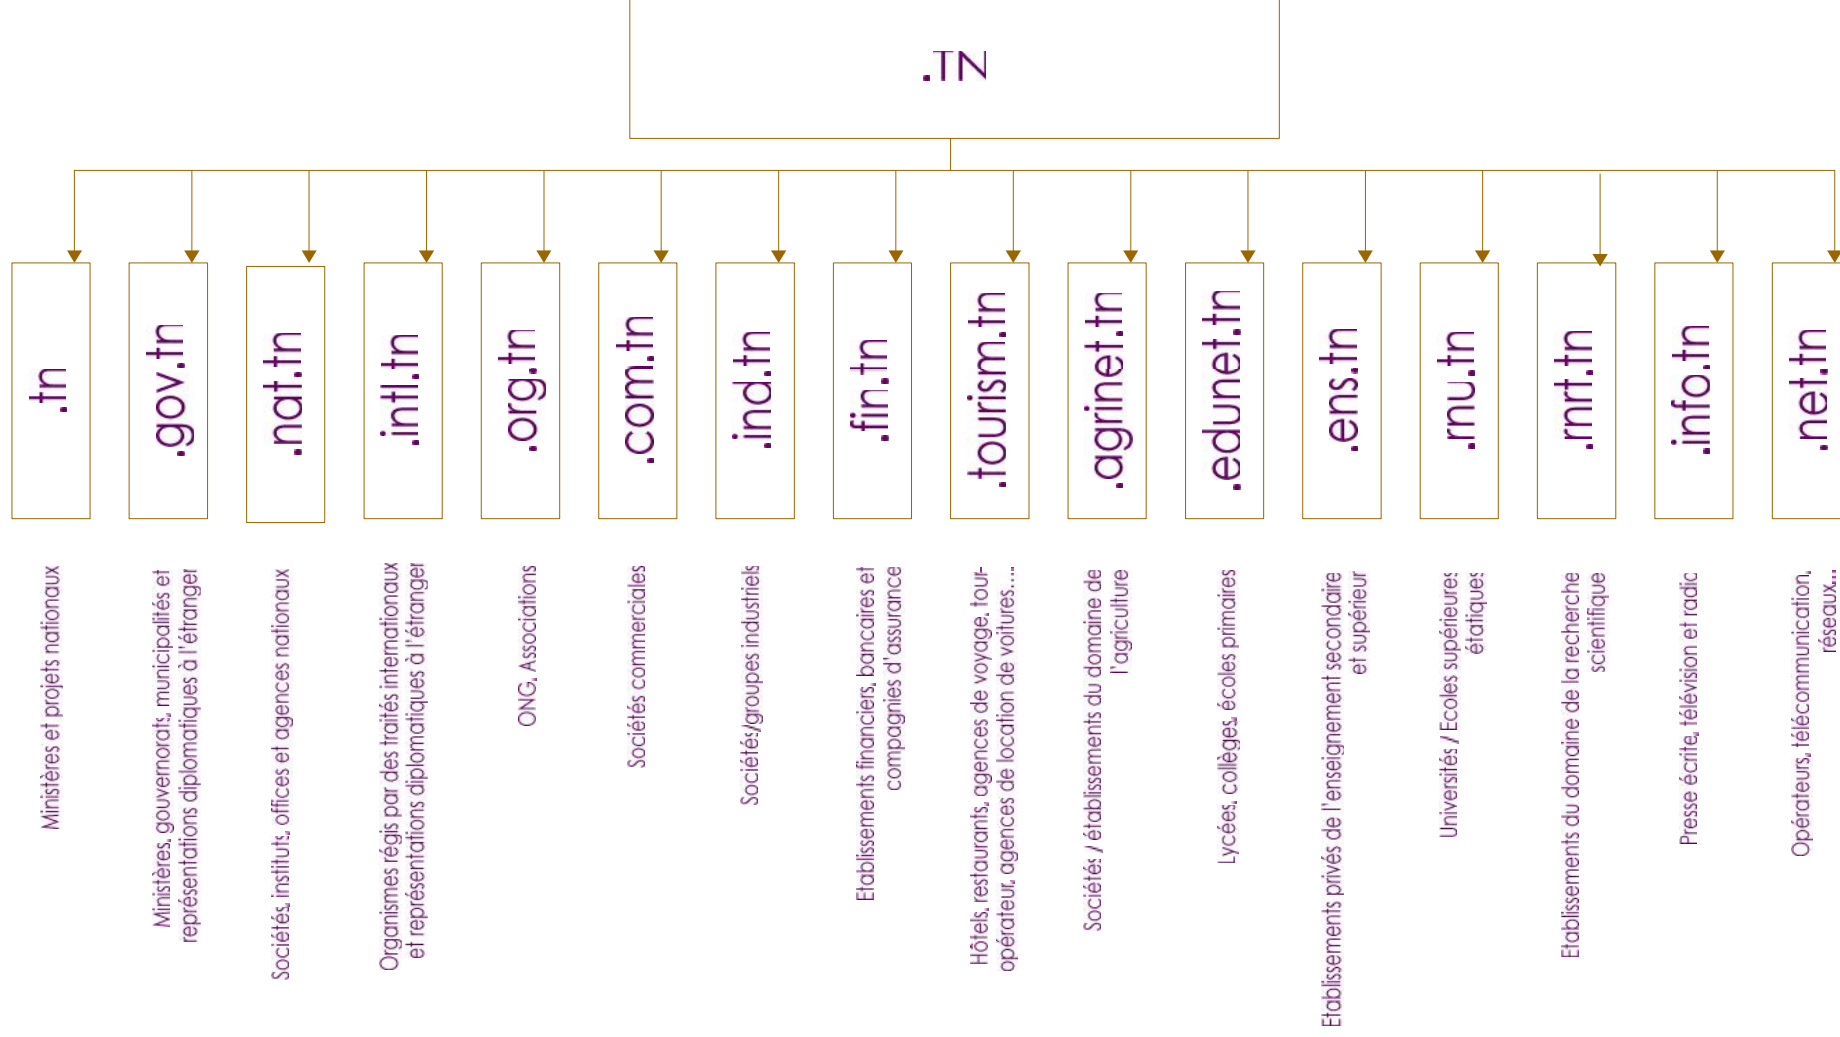 .TN
.tn
.gov.tn
.nat.tn
.intl.tn
.org.tn
.com.tn
.ind.tn
.fin.tn
.tourism.tn
.agrinet.tn
.edunet.tn
.ens.tn
.rnu.tn
.rnrt.tn
.info.tn
.net.tn
Ministères et projets nationaux
Ministères, gouvernorats, municipalités et
représentations diplomatiques à l'étranger
Sociétés, instituts, offices et agences nationaux
Organismes régis par des traités internationaux
et représentations diplomatiques à l'étranger
ONG, Associations
Sociétés commerciales
Sociétés/groupes industriels
Etablissements financiers, bancaires et
compagnies d'assurance
Hôtels, restaurants, agences de voyage, tour-
opérateur, agences de location de voitures....
Sociétés / établissements du domaine de
l'agriculture
Lycées, collèges, écoles primaires
Etablissements privés de l'enseignement secondaire
et supérieur
Universités / Ecoles supérieures
étatiques
Etablissements du domaine de la recherche
scientifique
Presse écrite, télévision et radio
Opérateurs, télécommunication,
réseaux...